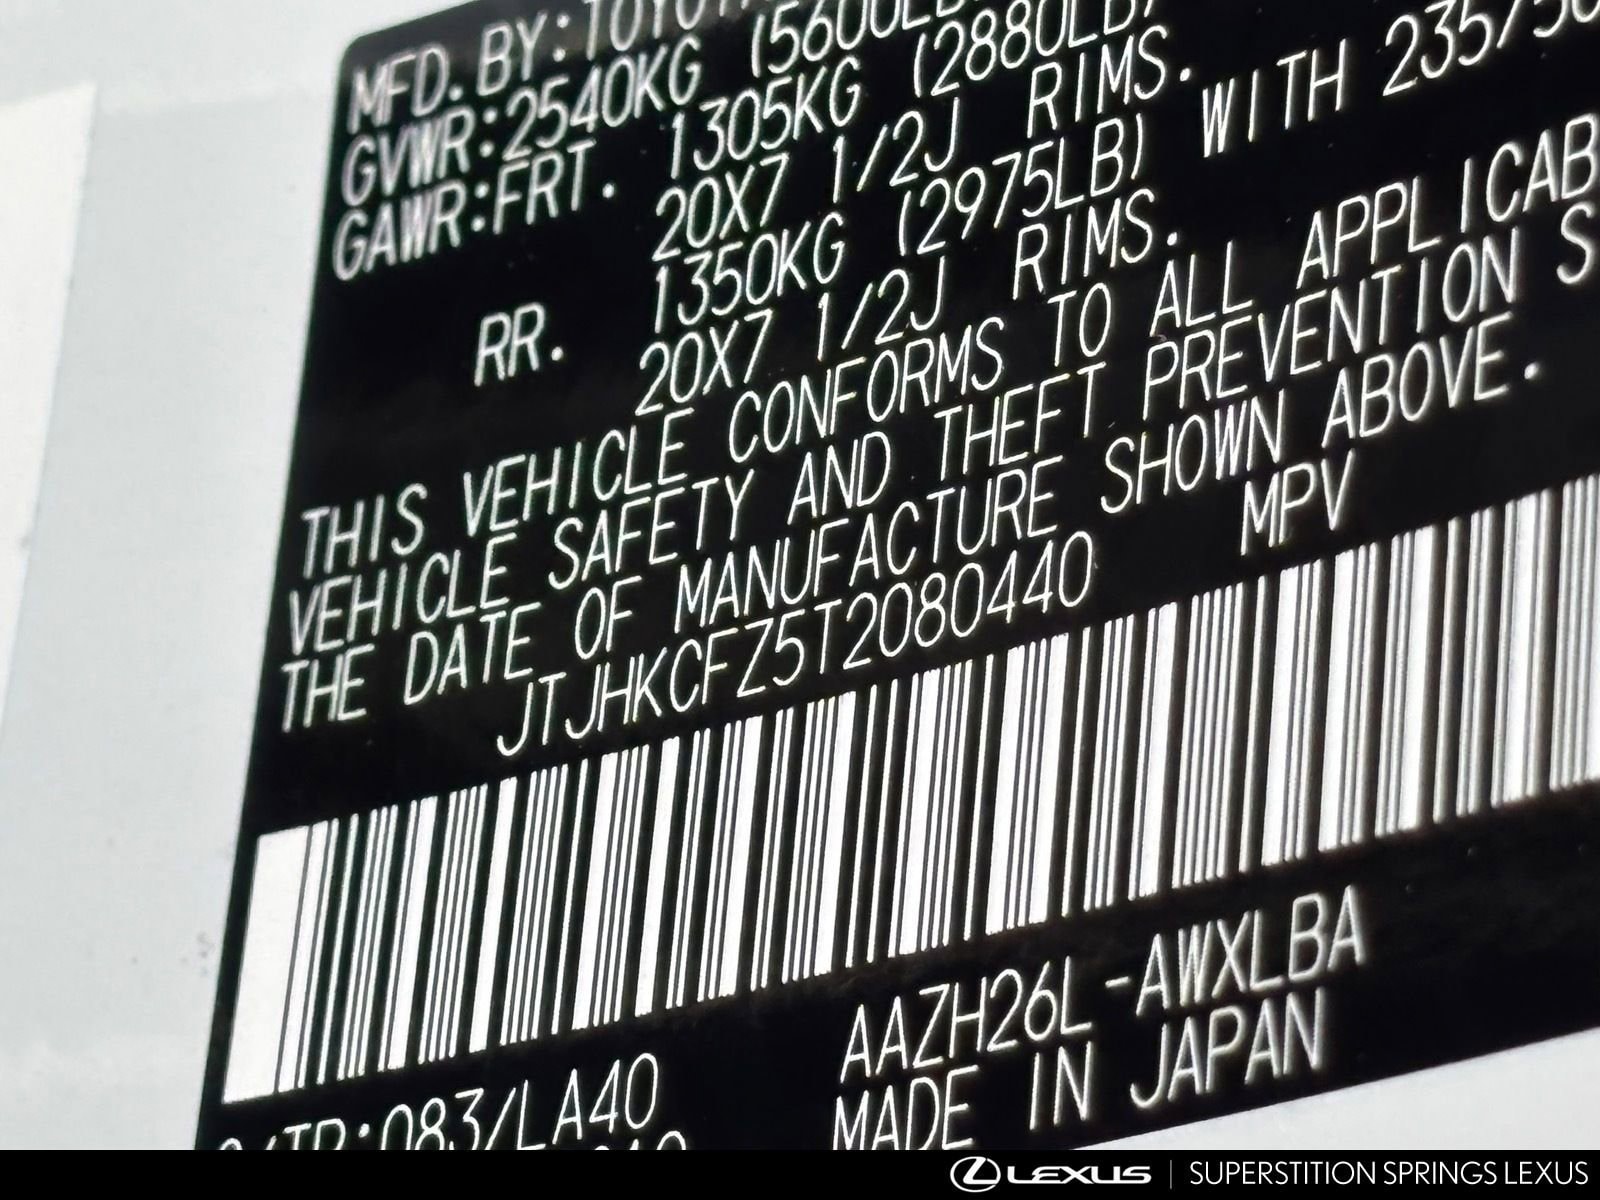 MFD. BY: TOYOTA
GVWR: 2540KG (5600LB)
GAWR: FRT. 1305KG (2880LB)
20X7 1/2J RIMS.
RR. 1350KG (2975LB) WITH 235/50
20X7 1/2J RIMS.
THIS VEHICLE CONFORMS TO ALL APPLICAB
VEHICLE SAFETY AND THEFT PREVENTION S
THE DATE OF MANUFACTURE SHOWN ABOVE.
JTJHKCFZ5T2080440 MPV
AAZH26L-AWXLBA
C/TR: 083/LA40 MADE IN JAPAN
LEXUS | SUPERSTITION SPRINGS LEXUS